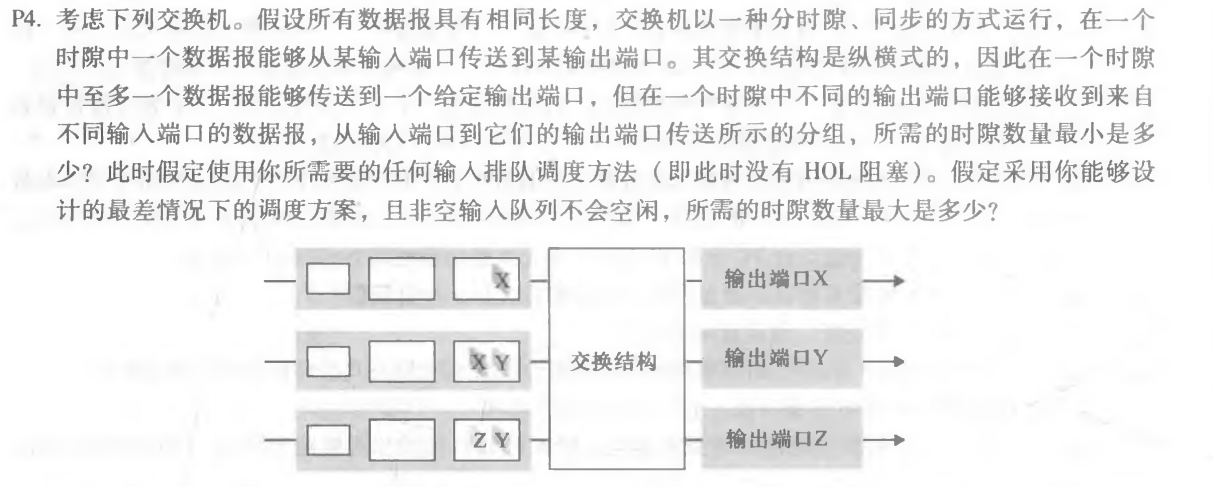 P4. 考虑下列交换机。假设所有数据报具有相同长度，交换机以一种分时隙、同步的方式运行，在一个
时隙中一个数据报能够从某输入端口传送到某输出端口。其交换结构是纵横式的，因此在一个时隙
中至多一个数据报能够传送到一个给定输出端口，但在一个时隙中不同的输出端口能够接收到来自
不同输入端口的数据报，从输入端口到它们的输出端口传送所示的分组，所需的时隙数量最小是多
少？此时假定使用你所需要的任何输入排队调度方法（即此时没有 HOL 阻塞）。假定采用你能够设
计的最差情况下的调度方案，且非空输入队列不会空闲，所需的时隙数量最大是多少？
X
输出端口X
X Y
交换结构
输出端口Y
Z Y
输出端口Z